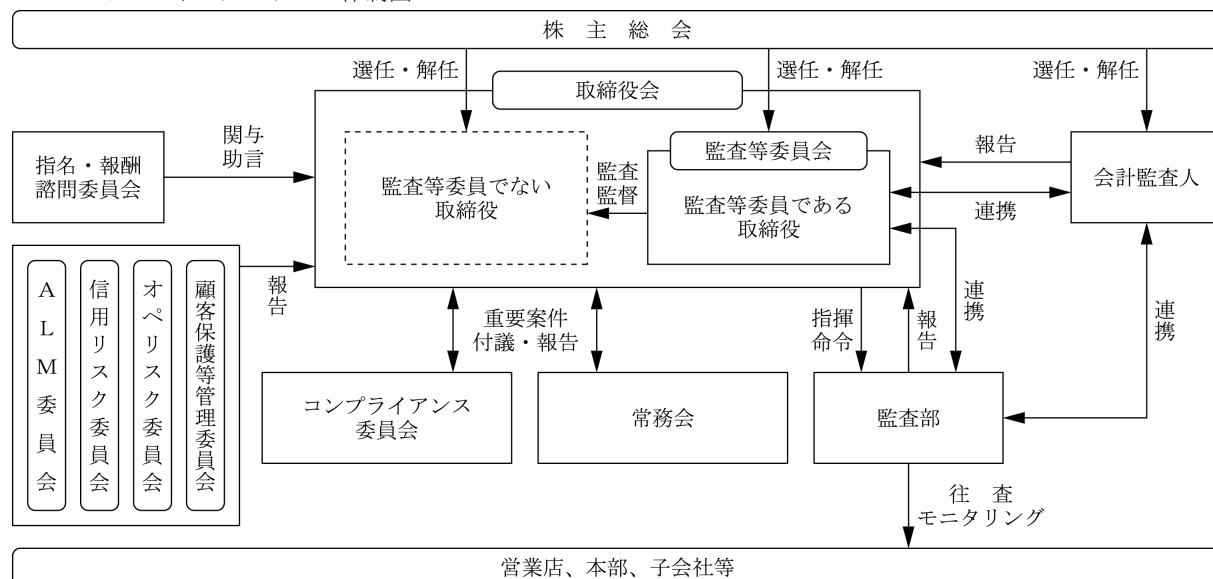 株主総会
選任・解任
選任・解任
選任・解任
取締役会
指名・報酬
諮問委員会
関与
助言
監査等委員でない
取締役
監査
監督
監査等委員会
監査等委員である
取締役
報告
連携
会計監査人
ALM委員会
信用リスク委員会
オペリスク委員会
顧客保護等管理委員会
報告
重要案件
付議・報告
指揮
命令
報告
連携
連携
コンプライアンス
委員会
常務会
監査部
往査
モニタリング
営業店、本部、子会社等